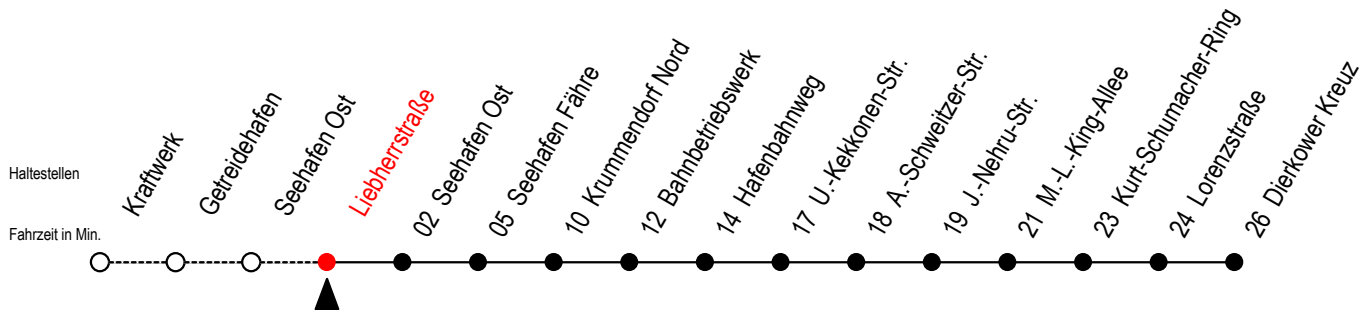 Haltestellen
Fahrzeit in Min.
Kraftwerk
Getreidehafen
Seehafen Ost
Liebherrstraße
02 Seehafen Ost
05 Seehafen Fähre
10 Krummendorf Nord
12 Bahnbetriebswerk
14 Hafenbahnweg
17 U.-Kekkonen-Str.
18 A.-Schweitzer-Str.
19 J.-Nehru-Str.
21 M.-L.-King-Allee
23 Kurt-Schumacher-Ring
24 Lorenzstraße
26 Dierkower Kreuz